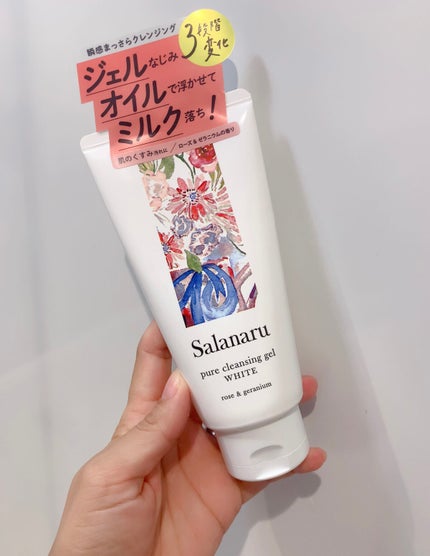 瞬感まっさらクレンジング
3段階
変化
ジェルなじみ
オイルで浮かせて
ミルク落ち!
肌のくすみ汚れに / ローズ&ゼラニウムの香り
Salanaru
pure cleansing gel
WHITE
rose & geranium